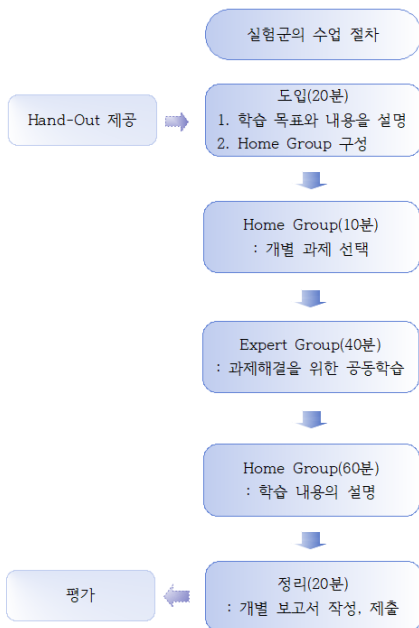 실험군의 수업 절차
Hand-Out 제공
도입(20분)
1. 학습 목표와 내용을 설명
2. Home Group 구성
Home Group(10분)
: 개별 과제 선택
Expert Group(40분)
: 과제해결을 위한 공동학습
Home Group(60분)
: 학습 내용의 설명
정리(20분)
: 개별 보고서 작성, 제출
평가